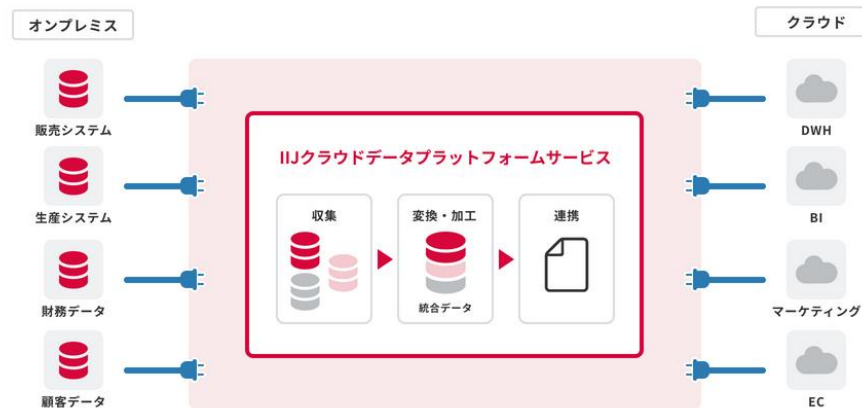 オンプレミス
クラウド
販売システム
生産システム
財務データ
顧客データ
IIJクラウドデータプラットフォームサービス
収集
変換・加工
統合データ
連携
DWH
BI
マーケティング
EC